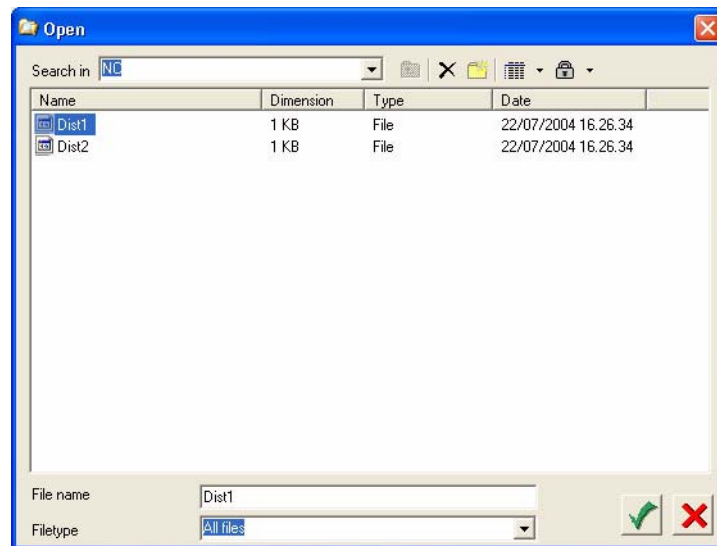 Open
Search in NC
Name Dimension Type Date
Dist1 1 KB File 22/07/2004 16.26.34
Dist2 1 KB File 22/07/2004 16.26.34
File name Dist1
Filetype All files